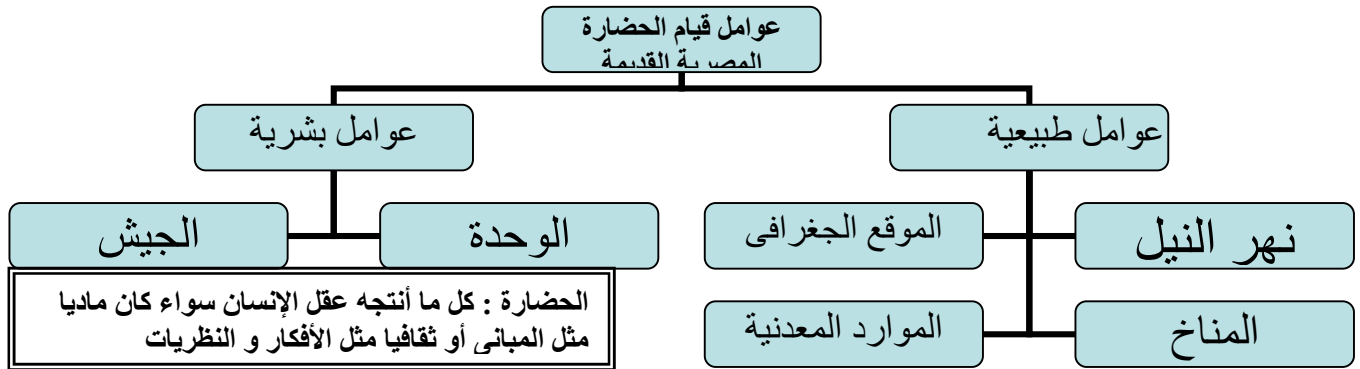 عوامل قيام الحضارة
المصرية القديمة
عوامل طبيعية
عوامل بشرية
نهر النيل
الموقع الجغرافى
الوحدة
الجيش
المناخ
الموارد المعدنية
الحضارة : كل ما أنتجه عقل الإنسان سواء كان ماديا
مثل المبانى أو ثقافيا مثل الأفكار و النظريات